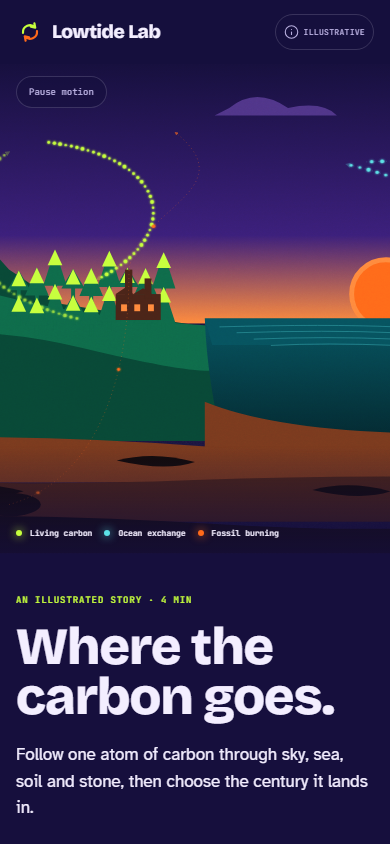 Lowtide Lab
ILLUSTRATIVE
Pause motion
Living carbon
Ocean exchange
Fossil burning
AN ILLUSTRATED STORY · 4 MIN
Where the
carbon goes.
Follow one atom of carbon through sky, sea,
soil and stone, then choose the century it lands
in.